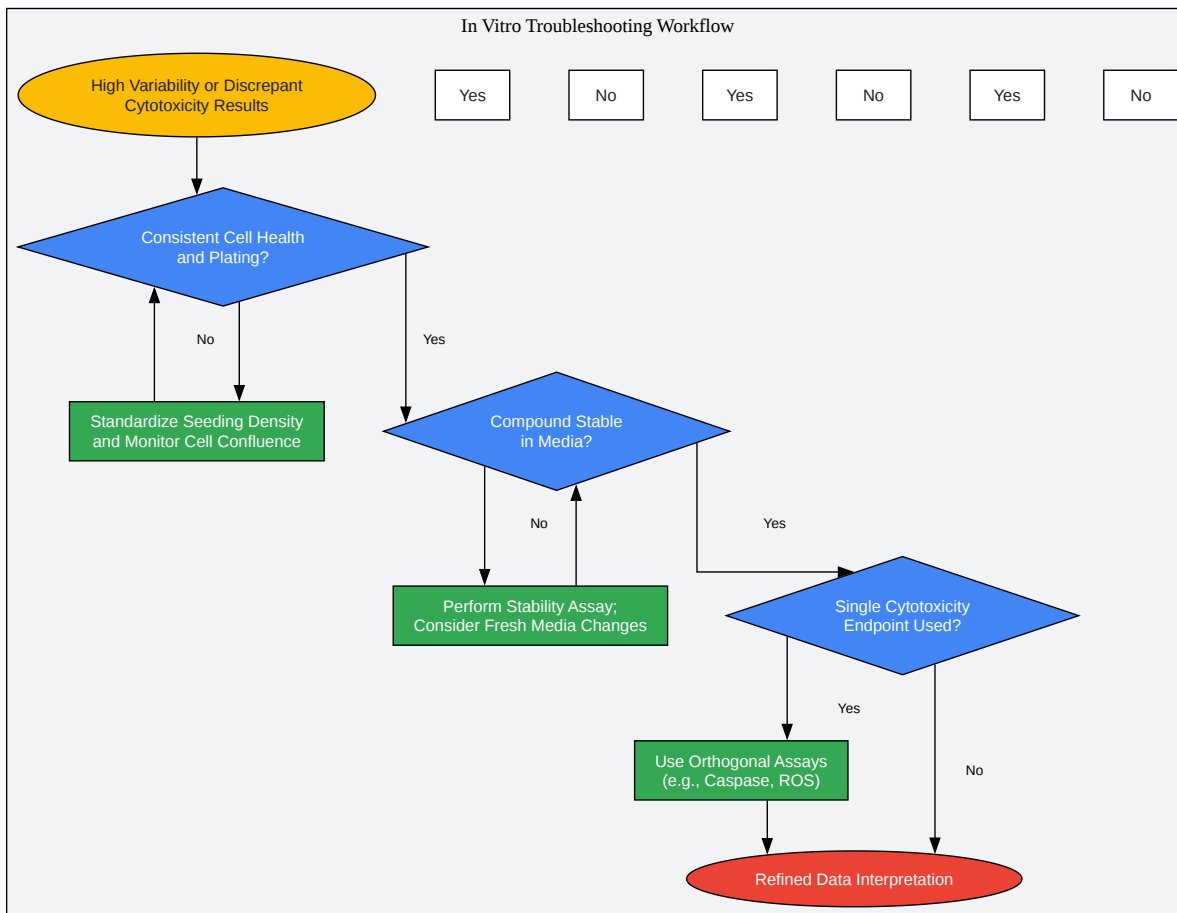 In Vitro Troubleshooting Workflow
High Variability or Discrepant
Cytotoxicity Results
Yes
No
Yes
No
Yes
No
Consistent Cell Health
and Plating?
No
Yes
Standardize Seeding Density
and Monitor Cell Confluence
Compound Stable
in Media?
No
Yes
Perform Stability Assay;
Consider Fresh Media Changes
Single Cytotoxicity
Endpoint Used?
Yes
No
Use Orthogonal Assays
(e.g., Caspase, ROS)
Refined Data Interpretation